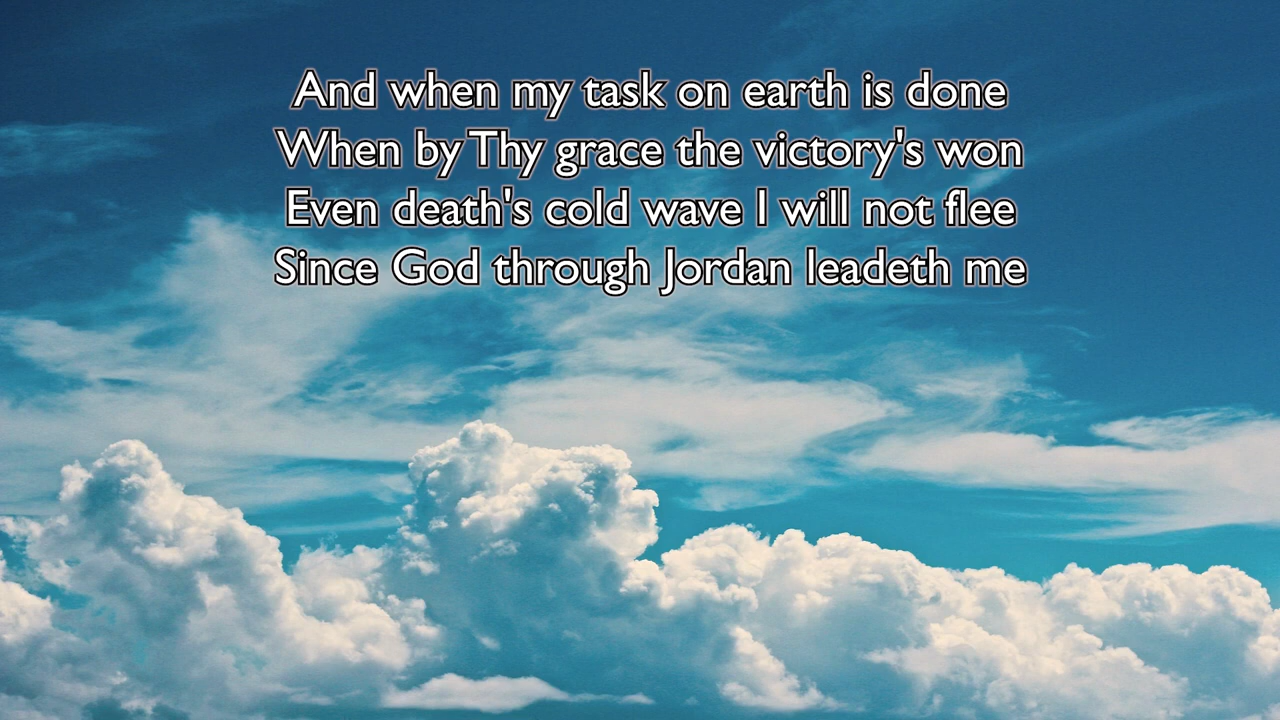 And when my task on earth is done
When by Thy grace the victory's won
Even death's cold wave I will not flee
Since God through Jordan leadeth me